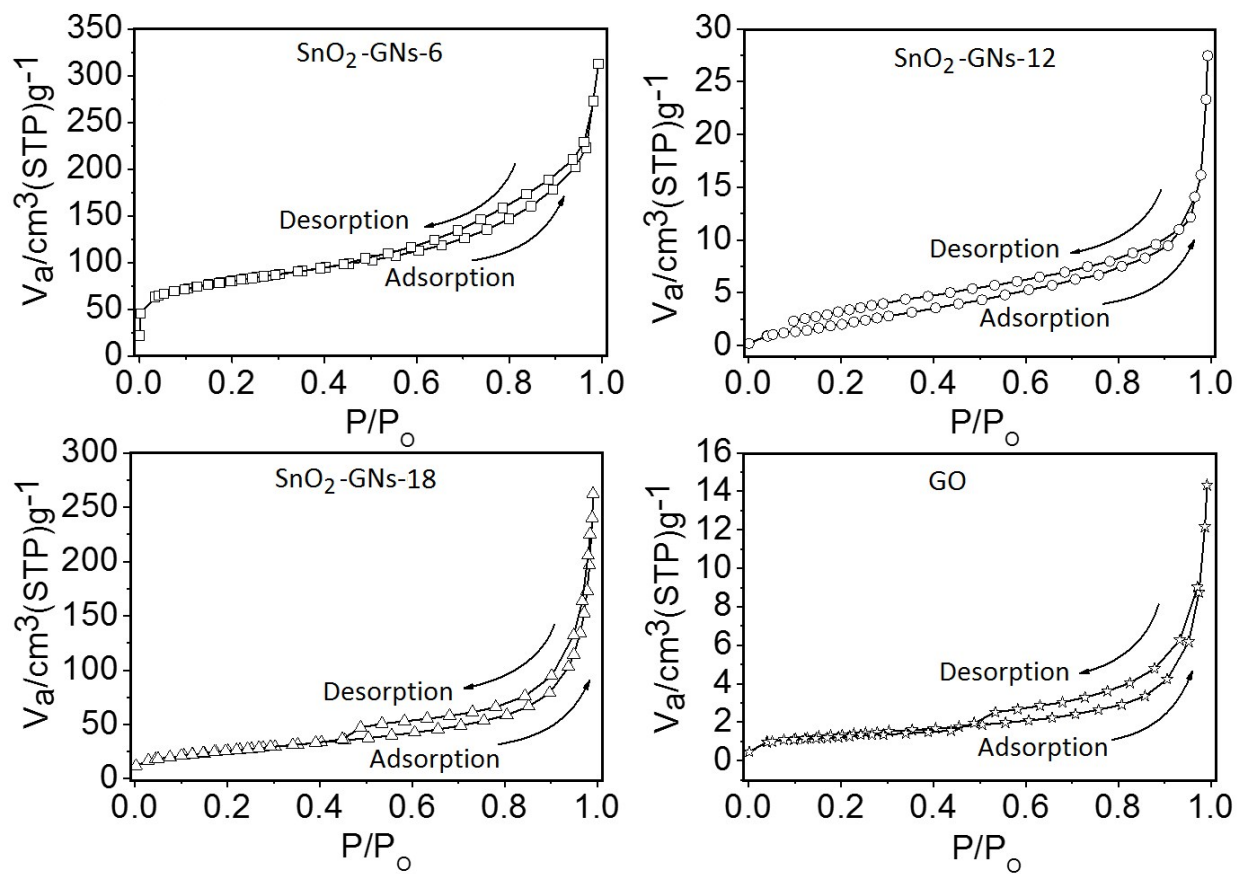 SnO2-GNs-6
Va/cm3(STP)g-1
350
300
250
200
150
100
50
0
Desorption
Adsorption
0.0 0.2 0.4 0.6 0.8 1.0
P/Po
SnO2-GNs-12
Va/cm3(STP)g-1
30
25
20
15
10
5
0
Desorption
Adsorption
0.0 0.2 0.4 0.6 0.8 1.0
P/Po
SnO2-GNs-18
Va/cm3(STP)g-1
300
250
200
150
100
50
0
Desorption
Adsorption
0.0 0.2 0.4 0.6 0.8 1.0
P/Po
GO
Va/cm3(STP)g-1
16
14
12
10
8
6
4
2
0
Desorption
Adsorption
0.0 0.2 0.4 0.6 0.8 1.0
P/Po